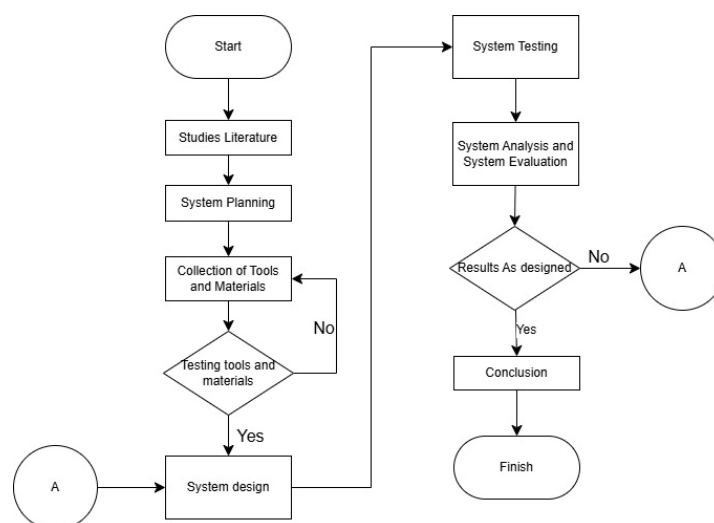 Start
Studies Literature
System Planning
Collection of Tools
and Materials
No
Testing tools and
materials
Yes
A
System design
System Testing
System Analysis and
System Evaluation
Results As designed
No
A
Yes
Conclusion
Finish